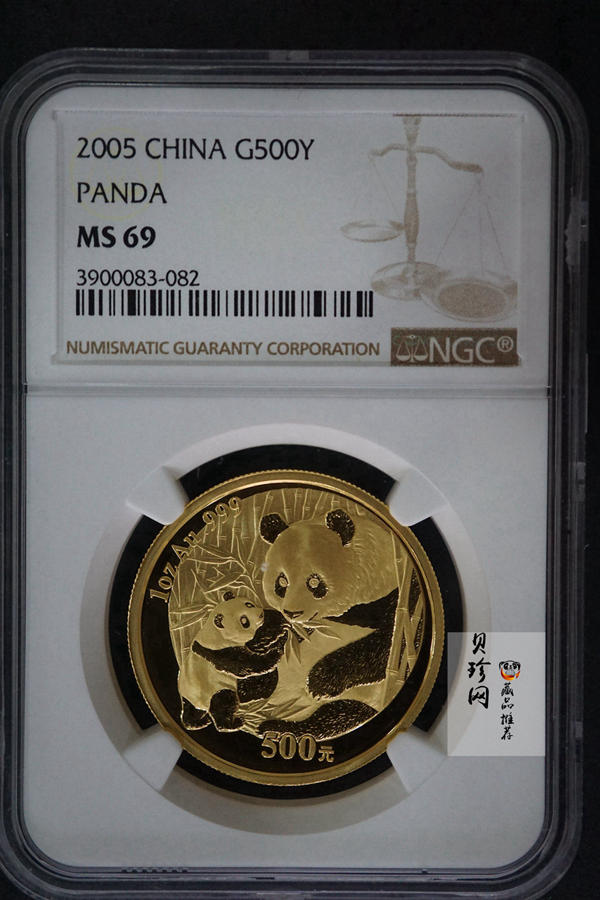 2005 CHINA G500Y
PANDA
MS 69
3900083-082
NUMISMATIC GUARANTY CORPORATION
NGC®
1oz Au .999
500元
贝珍网
藏品推荐